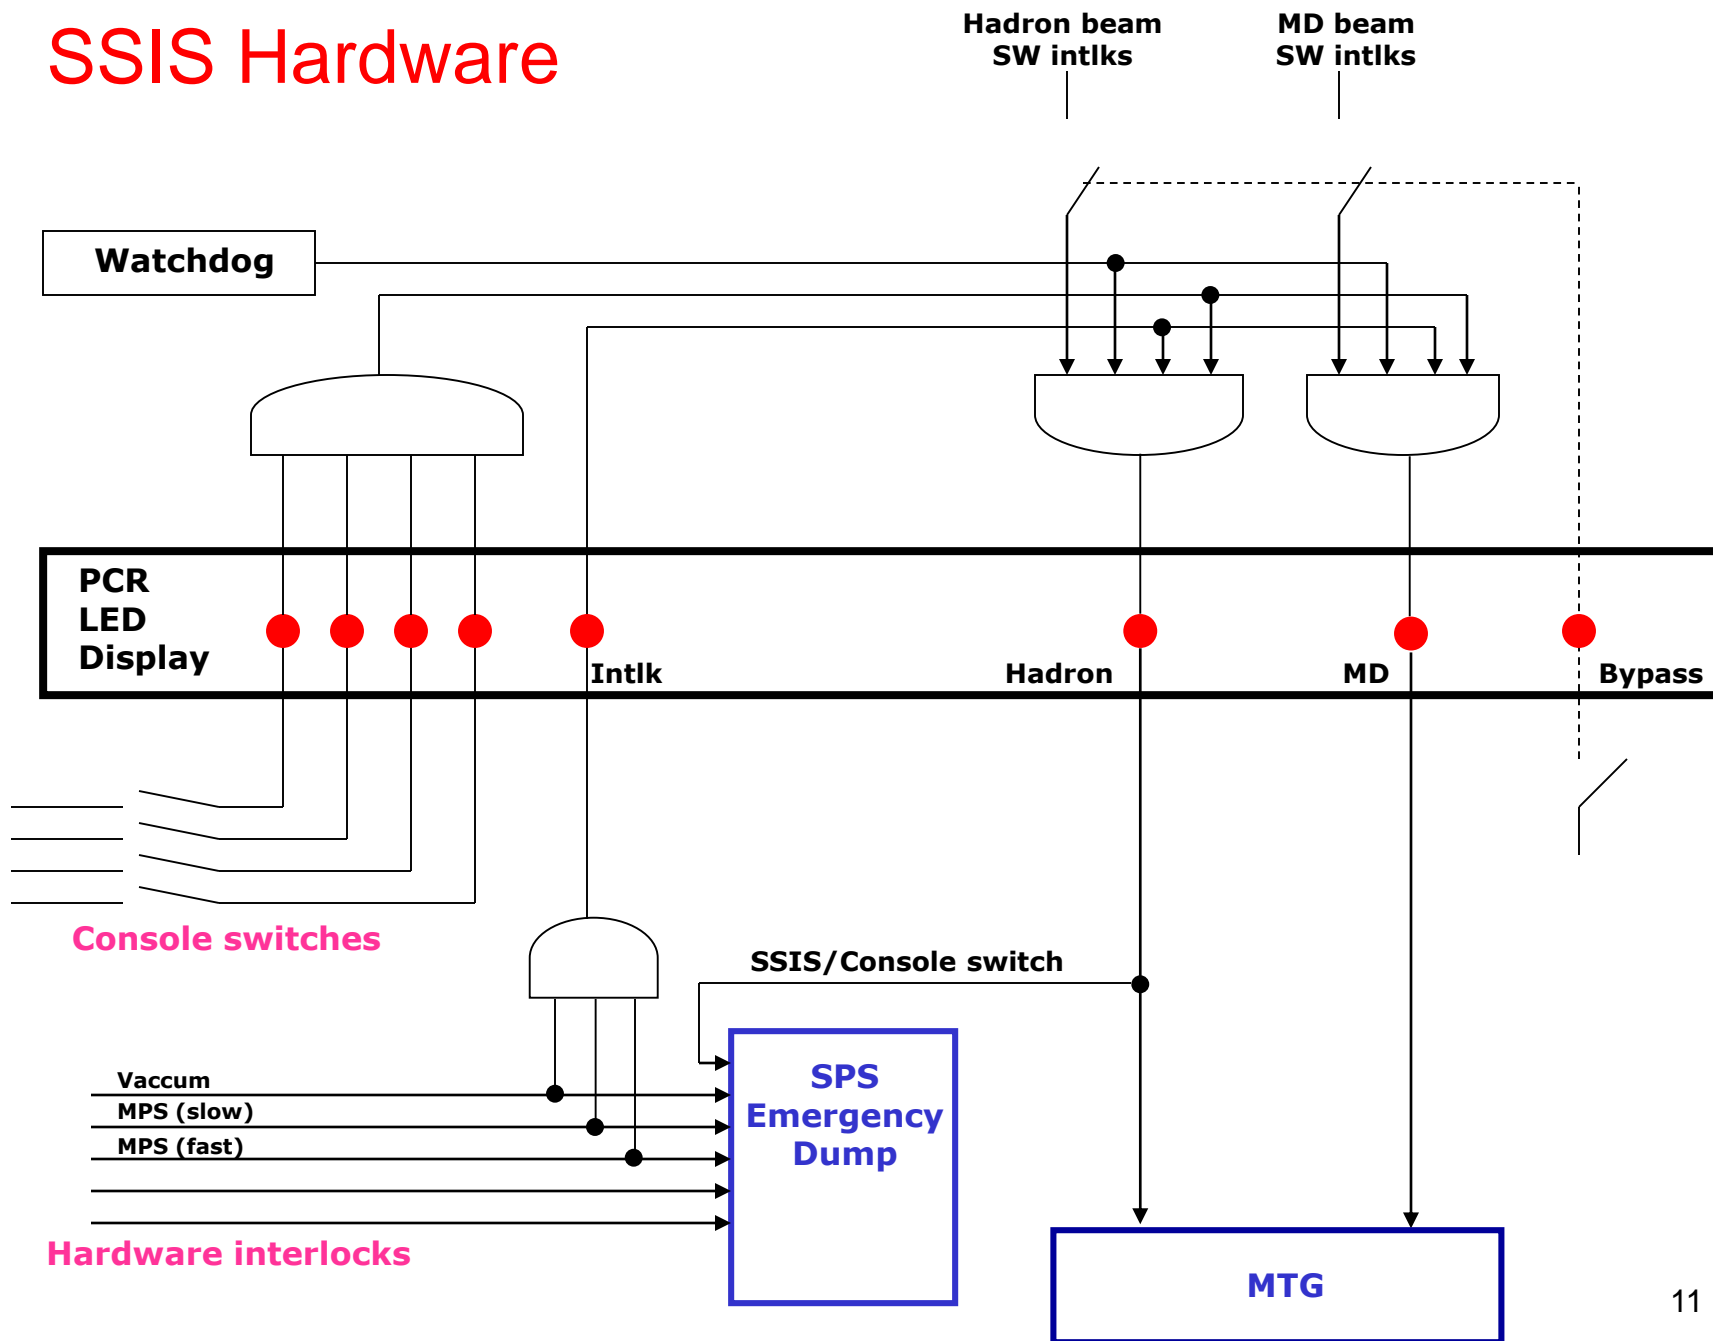 SSIS Hardware
Hadron beam
SW intlks
MD beam
SW intlks
Watchdog
PCR
LED
Display
Intlk
Hadron
MD
Bypass
Console switches
SSIS/Console switch
Vaccum
MPS (slow)
MPS (fast)
SPS
Emergency
Dump
Hardware interlocks
MTG
11